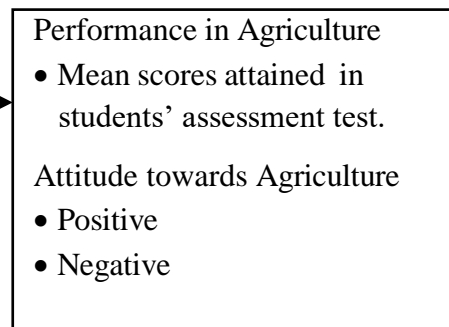 Performance in Agriculture
• Mean scores attained in
students’ assessment test.
Attitude towards Agriculture
• Positive
• Negative